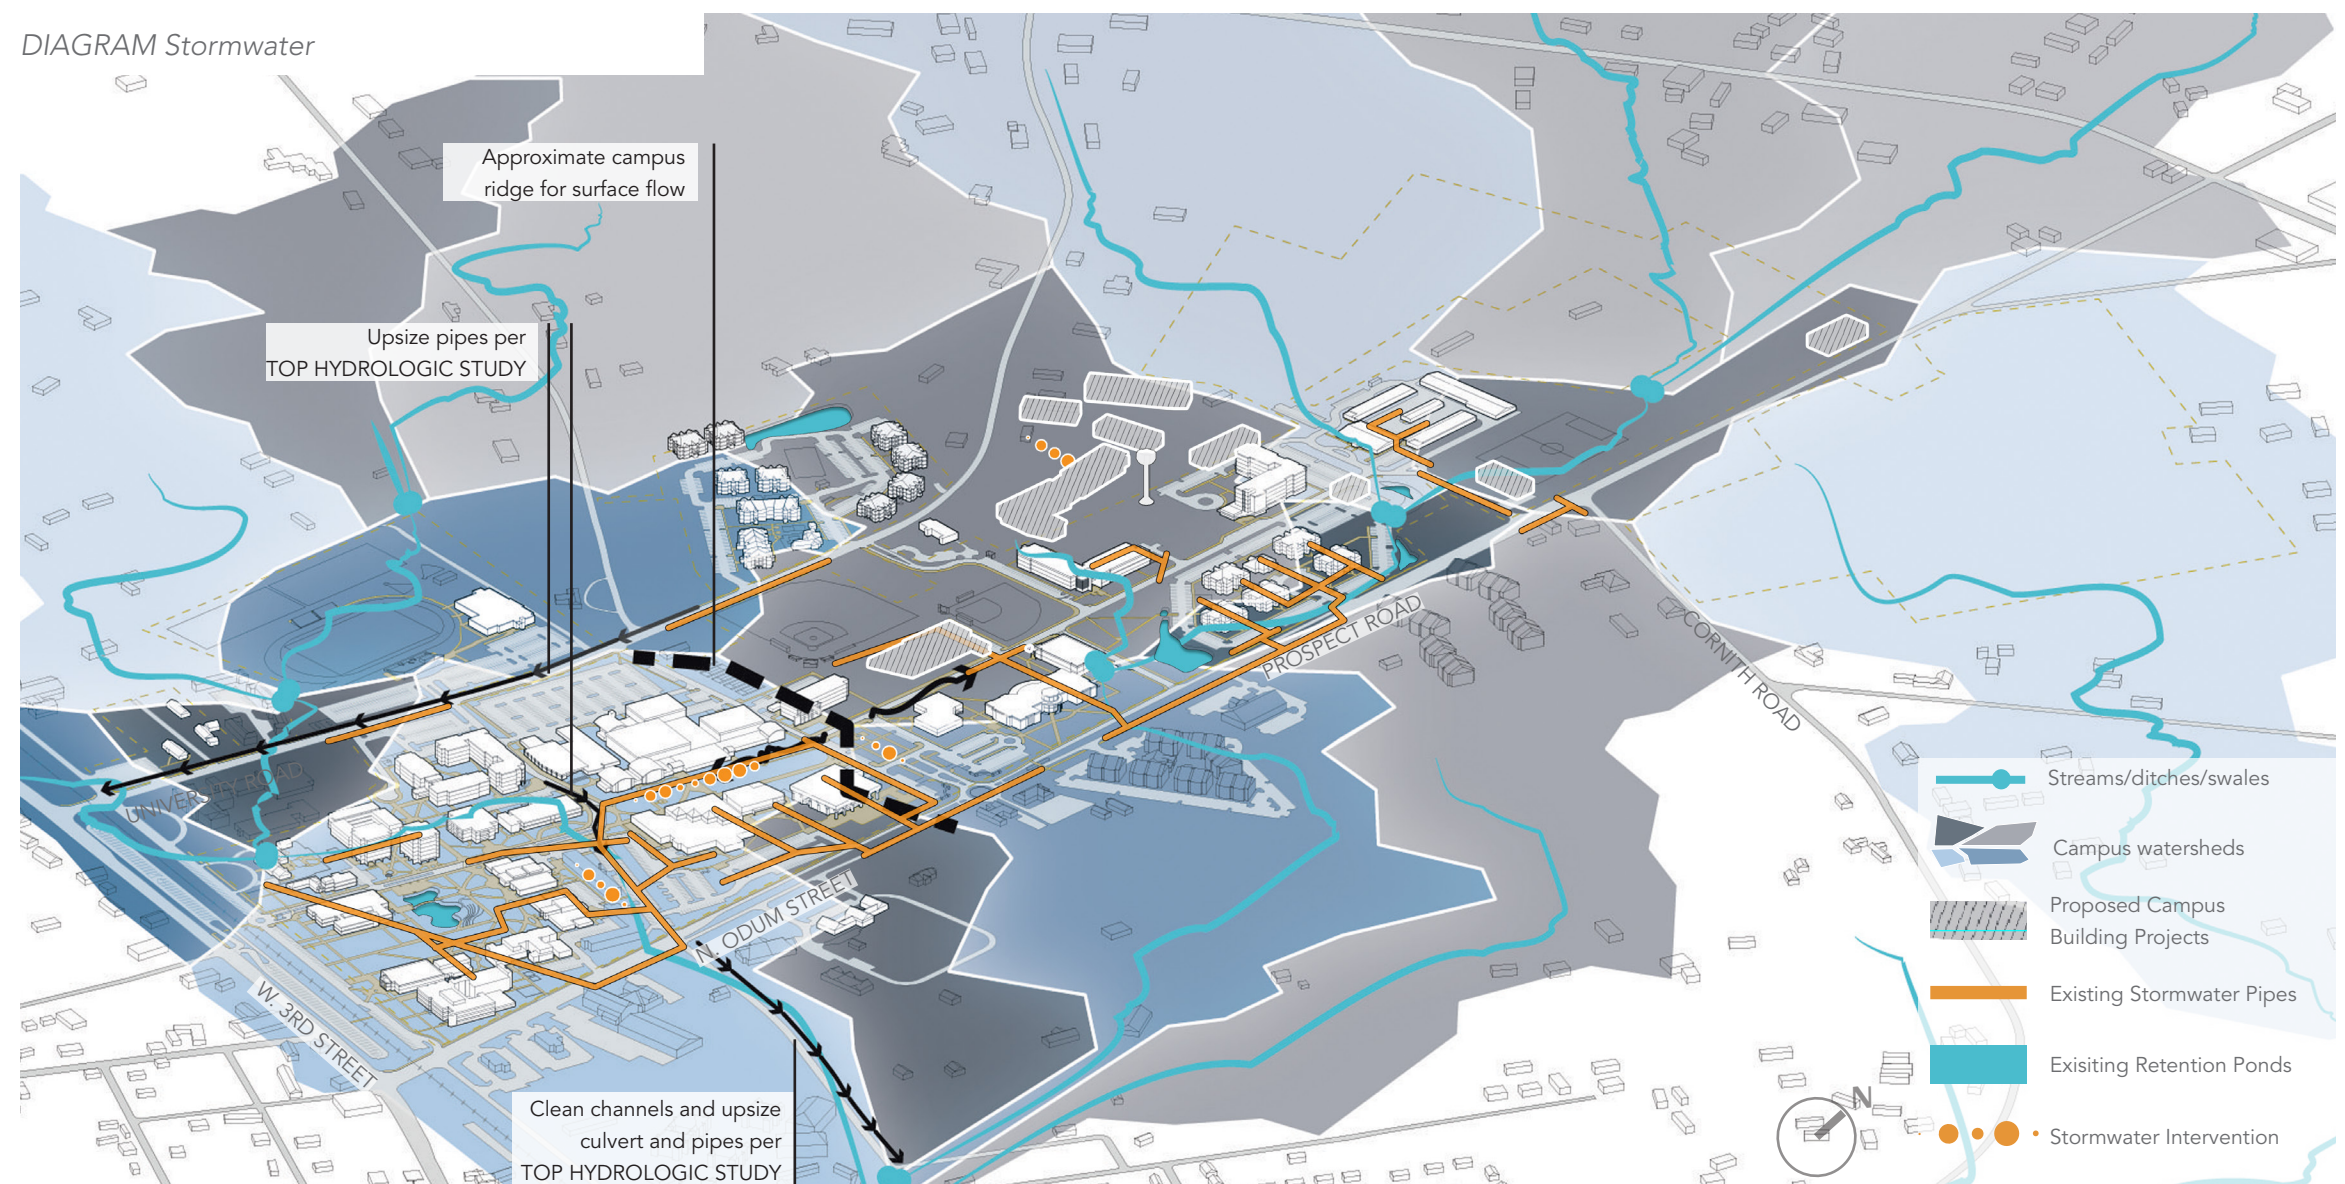 DIAGRAM Stormwater
Approximate campus
ridge for surface flow
Upsize pipes per
TOP HYDROLOGIC STUDY
UNIVERSITY ROAD
PROSPECT ROAD
CORNITH ROAD
N. ODUM STREET
W. 3RD STREET
Clean channels and upsize
culvert and pipes per
TOP HYDROLOGIC STUDY
Streams/ditches/swales
Campus watersheds
Proposed Campus
Building Projects
Existing Stormwater Pipes
Exisiting Retention Ponds
N
Stormwater Intervention